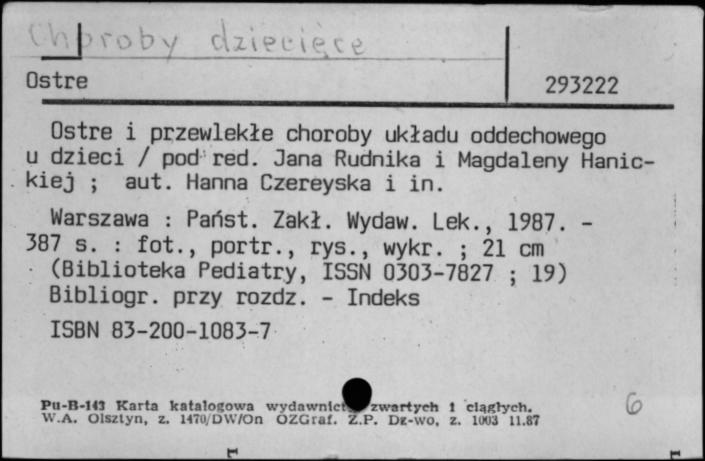 Choroby dziecięce
Ostre 293222
Ostre i przewlekłe choroby układu oddechowego
u dzieci / pod red. Jana Rudnika i Magdaleny Hanic-
kiej ; aut. Hanna Czereyska i in.
Warszawa : Państ. Zakł. Wydaw. Lek., 1987. -
387 s. : fot., portr., rys., wykr. ; 21 cm
(Biblioteka Pediatry, ISSN 0303-7827 ; 19)
Bibliogr. przy rozdz. - Indeks
ISBN 83-200-1083-7
Pu-B-143 Karta katalogowa wydawnict zwartych i ciągłych. 6
W.A. Olsztyn, z. 1470/DW/On OZGraf. Z.P. Dz-wo, z. 1003 11.87